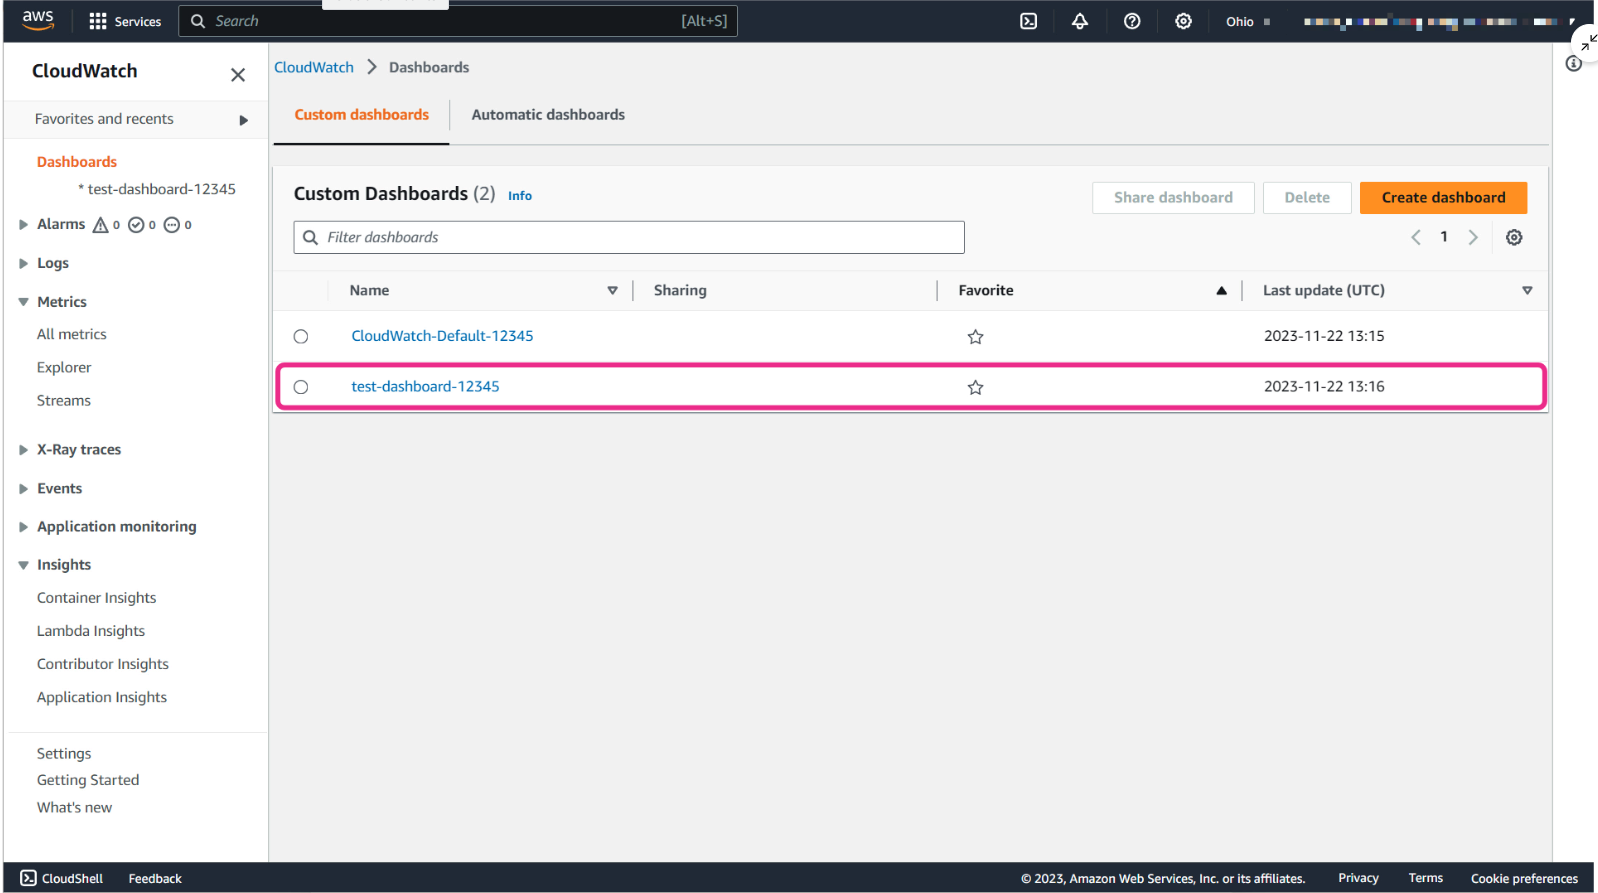 aws
Services
Search
[Alt+S]
Ohio
CloudWatch
Favorites and recents
Dashboards
* test-dashboard-12345
Alarms 0 0 0
Logs
Metrics
All metrics
Explorer
Streams
X-Ray traces
Events
Application monitoring
Insights
Container Insights
Lambda Insights
Contributor Insights
Application Insights
Settings
Getting Started
What's new
CloudWatch > Dashboards
Custom dashboards
Automatic dashboards
Custom Dashboards (2) Info
Share dashboard
Delete
Create dashboard
Filter dashboards
1
Name Sharing Favorite Last update (UTC)
CloudWatch-Default-12345 2023-11-22 13:15
test-dashboard-12345 2023-11-22 13:16
CloudShell Feedback © 2023, Amazon Web Services, Inc. or its affiliates. Privacy Terms Cookie preferences